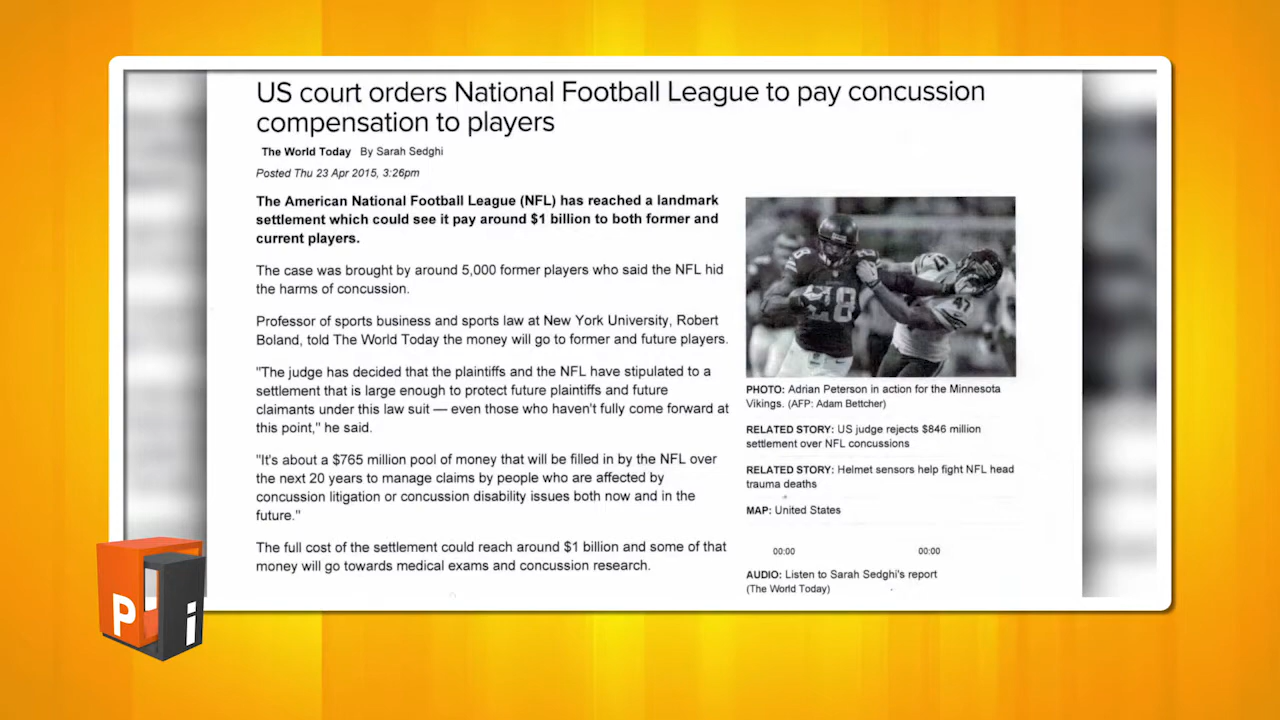 US court orders National Football League to pay concussion
compensation to players
The World Today By Sarah Sedghi
Posted Thu 23 Apr 2015, 3:26pm
The American National Football League (NFL) has reached a landmark
settlement which could see it pay around $1 billion to both former and
current players.
The case was brought by around 5,000 former players who said the NFL hid
the harms of concussion.
Professor of sports business and sports law at New York University, Robert
Boland, told The World Today the money will go to former and future players.
"The judge has decided that the plaintiffs and the NFL have stipulated to a
settlement that is large enough to protect future plaintiffs and future
claimants under this law suit — even those who haven't fully come forward at
this point," he said.
"It's about a $765 million pool of money that will be filled in by the NFL over
the next 20 years to manage claims by people who are affected by
concussion litigation or concussion disability issues both now and in the
future."
The full cost of the settlement could reach around $1 billion and some of that
money will go towards medical exams and concussion research.
28
47
PHOTO: Adrian Peterson in action for the Minnesota
Vikings. (AFP: Adam Bettcher)
RELATED STORY: US judge rejects $846 million
settlement over NFL concussions
RELATED STORY: Helmet sensors help fight NFL head
trauma deaths
MAP: United States
00:00 00:00
AUDIO: Listen to Sarah Sedghi's report
(The World Today)
P i